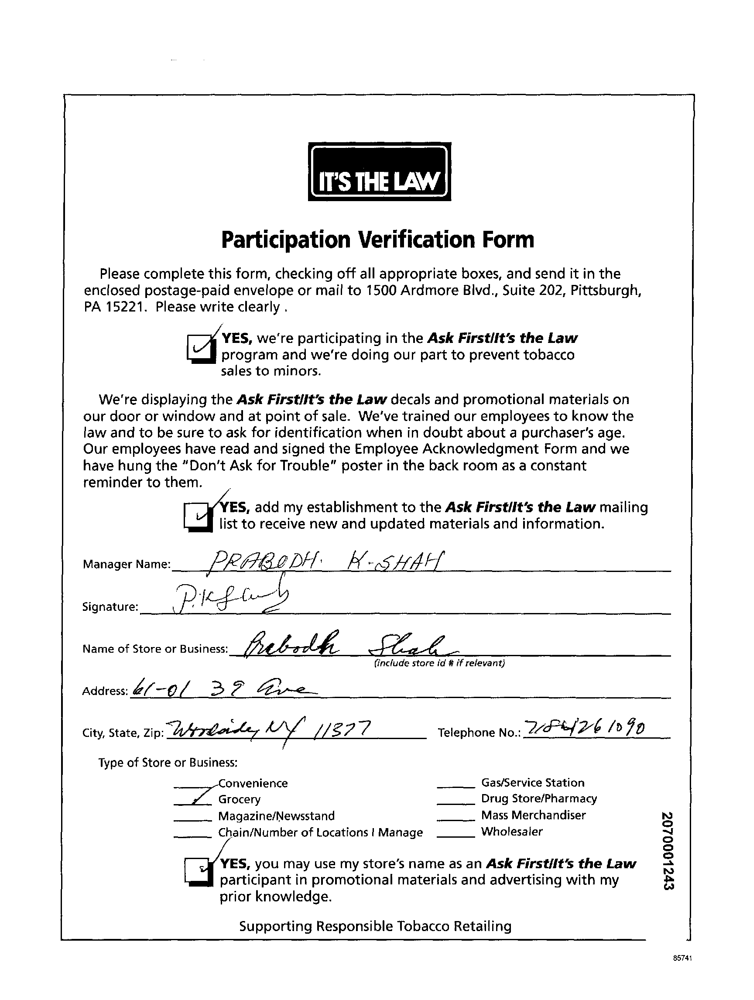 IT'S THE LAW
Participation Verification Form
Please complete this form, checking off all appropriate boxes, and send it in the
enclosed postage-paid envelope or mail to 1500 Ardmore Blvd., Suite 202, Pittsburgh,
PA 15221. Please write clearly .
YES, we're participating in the Ask First/It's the Law
program and we're doing our part to prevent tobacco
sales to minors.
We're displaying the Ask First/It's the Law decals and promotional materials on
our door or window and at point of sale. We've trained our employees to know the
law and to be sure to ask for identification when in doubt about a purchaser's age.
Our employees have read and signed the Employee Acknowledgment Form and we
have hung the "Don't Ask for Trouble" poster in the back room as a constant
reminder to them.
YES, add my establishment to the Ask First/It's the Law mailing
list to receive new and updated materials and information.
Manager Name: PRABODH. K-SHAH
Signature:
Name of Store or Business: Prabodh Shah
(include store id # if relevant)
Address: 61-01 39 ave
City, State, Zip: Woodside, NY 11377 Telephone No.: 7184261090
Type of Store or Business:
Convenience Gas/Service Station
Grocery Drug Store/Pharmacy
Magazine/Newsstand Mass Merchandiser
Chain/Number of Locations I Manage Wholesaler
YES, you may use my store's name as an Ask First/It's the Law
participant in promotional materials and advertising with my
prior knowledge.
Supporting Responsible Tobacco Retailing
2070001243
85741